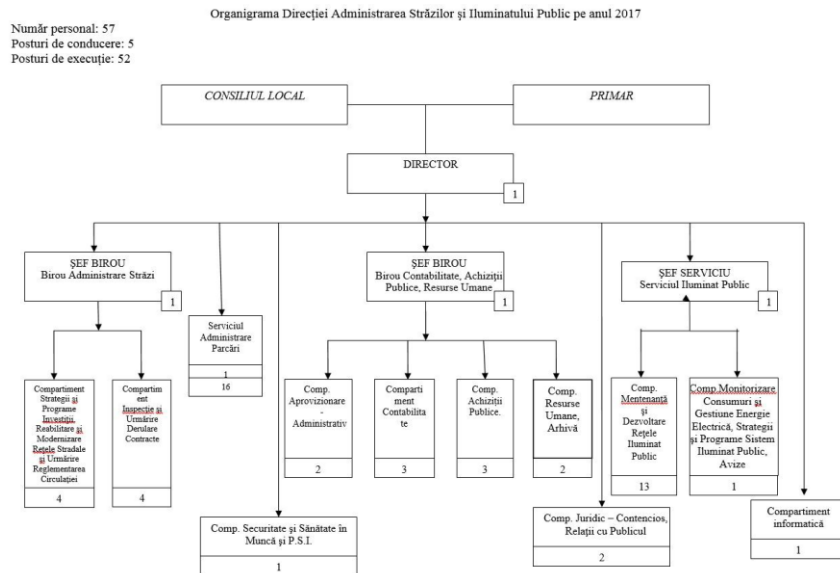 Organigrama Direcției Administrarea Străzilor și Iluminatului Public pe anul 2017
Număr personal: 57
Posturi de conducere: 5
Posturi de execuție: 52
CONSILIUL LOCAL
PRIMAR
DIRECTOR
1
ȘEF BIROU
Birou Administrare Străzi
1
Serviciul
Administrare
Parcări
1
16
ȘEF BIROU
Birou Contabilitate, Achiziții
Publice, Resurse Umane
1
ȘEF SERVICIU
Serviciul Iluminat Public
1
Compartiment
Strategii și
Programe
Investiții
Reabilitare și
Modernizare
Rețele Stradale
și Urmărire
Reglementarea
Circulației
4
Compartim
ent
Inspecție și
Urmărire
Derulare
Contracte
4
Comp.
Aprovizionare
-
Administrativ
2
Comparti
ment
Contabilita
te
3
Comp.
Achiziții
Publice.
3
Comp.
Resurse
Umane,
Arhivă
2
Comp.
Mentenanță
și
Dezvoltare
Rețele
Iluminat
Public
13
Comp.Monitorizare
Consumuri și
Gestiune Energie
Electrică, Strategii
și Programe Sistem
Iluminat Public,
Avize
1
Comp. Securitate și Sănătate în
Muncă și P.S.I.
1
Comp. Juridic – Contencios,
Relații cu Publicul
2
Compartiment
informatică
1